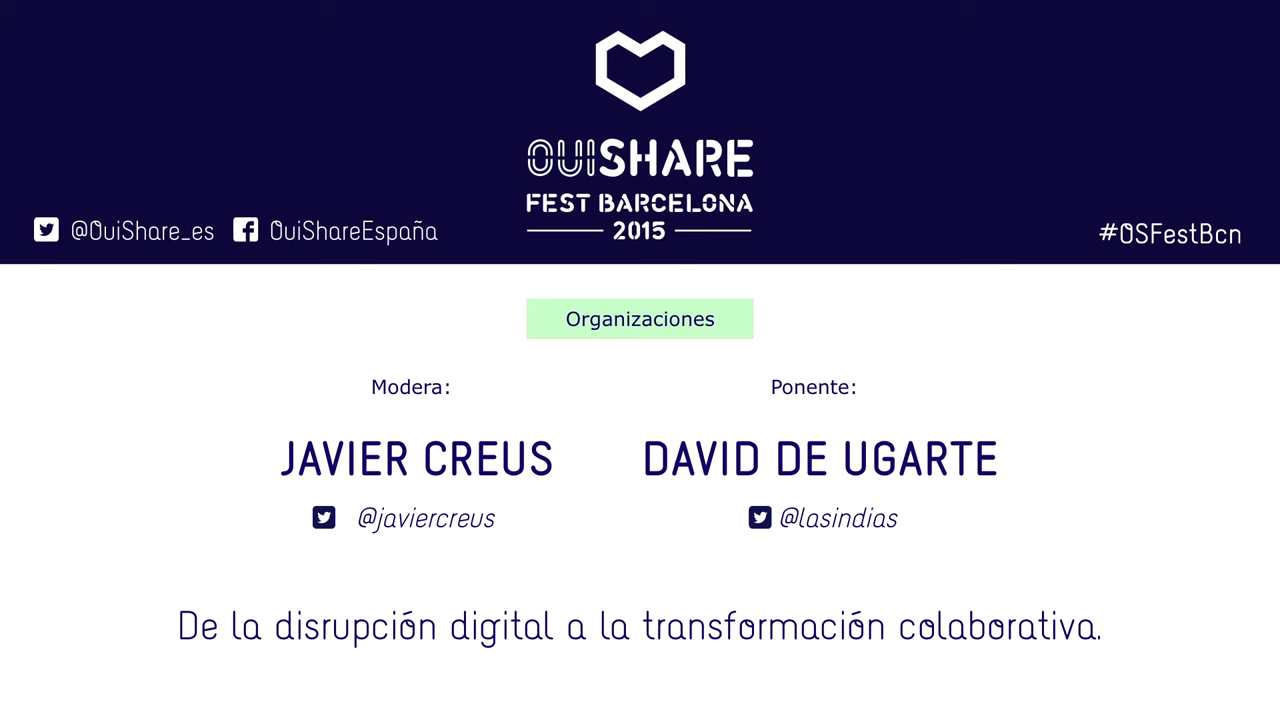 OUISHARE
FEST BARCELONA
2015
@OuiShare_es OuiShareEspaña
#OSFestBcn
Organizaciones
Modera: Ponente:
JAVIER CREUS DAVID DE UGARTE
@javiercreus @lasindias
De la disrupción digital a la transformación colaborativa.